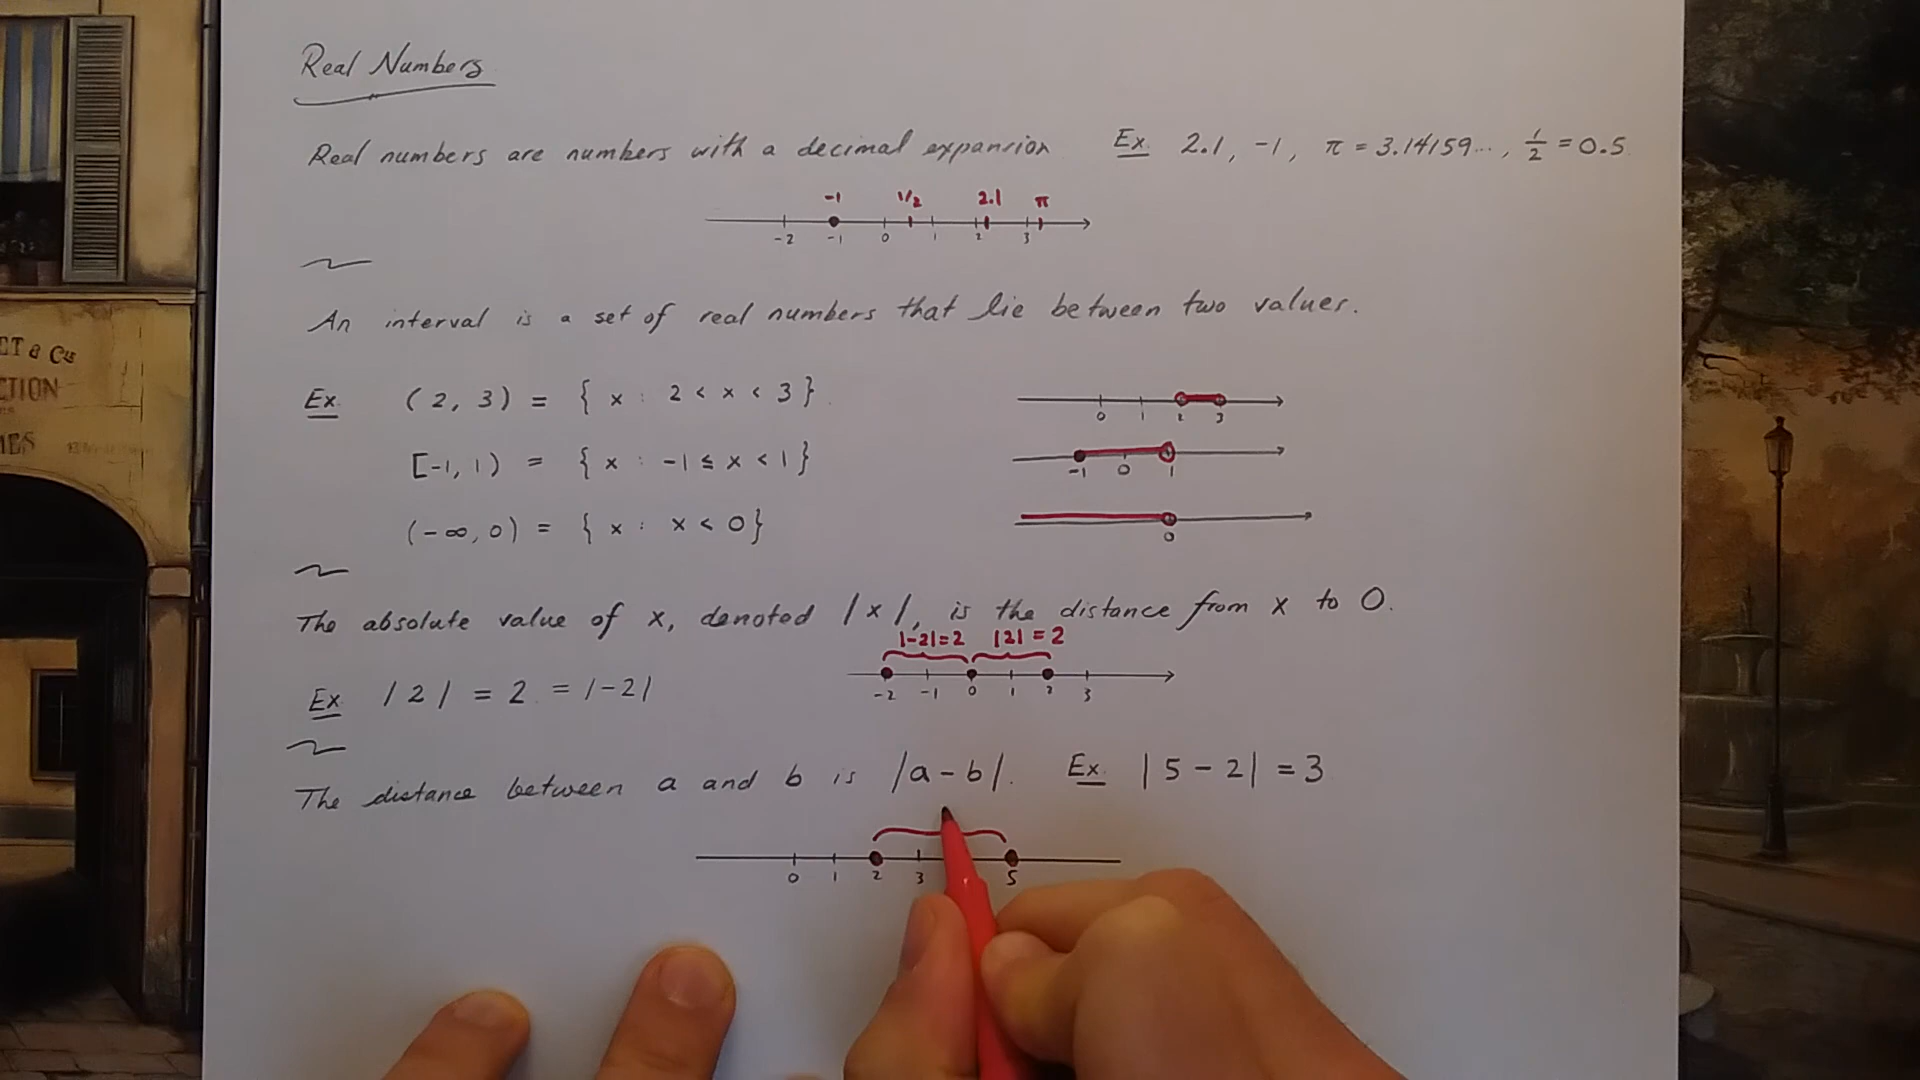 Real Numbers
Real numbers are numbers with a decimal expansion Ex. 2.1, -1, π = 3.14159..., 1/2 = 0.5
-1 1/2 2.1 π
-2 -1 0 1 2 3
An interval is a set of real numbers that lie between two values.
Ex (2, 3) = { x : 2 < x < 3 }
0 1 2 3
[-1, 1) = { x : -1 ≤ x < 1 }
-1 0 1
(-∞, 0) = { x : x < 0 }
0
The absolute value of x, denoted |x|, is the distance from x to 0.
|-2|=2 |2| = 2
Ex |2| = 2 = |-2|
-2 -1 0 1 2 3
The distance between a and b is |a - b|. Ex. |5 - 2| = 3
0 1 2 3 5
ET & Cie
CTION
MES